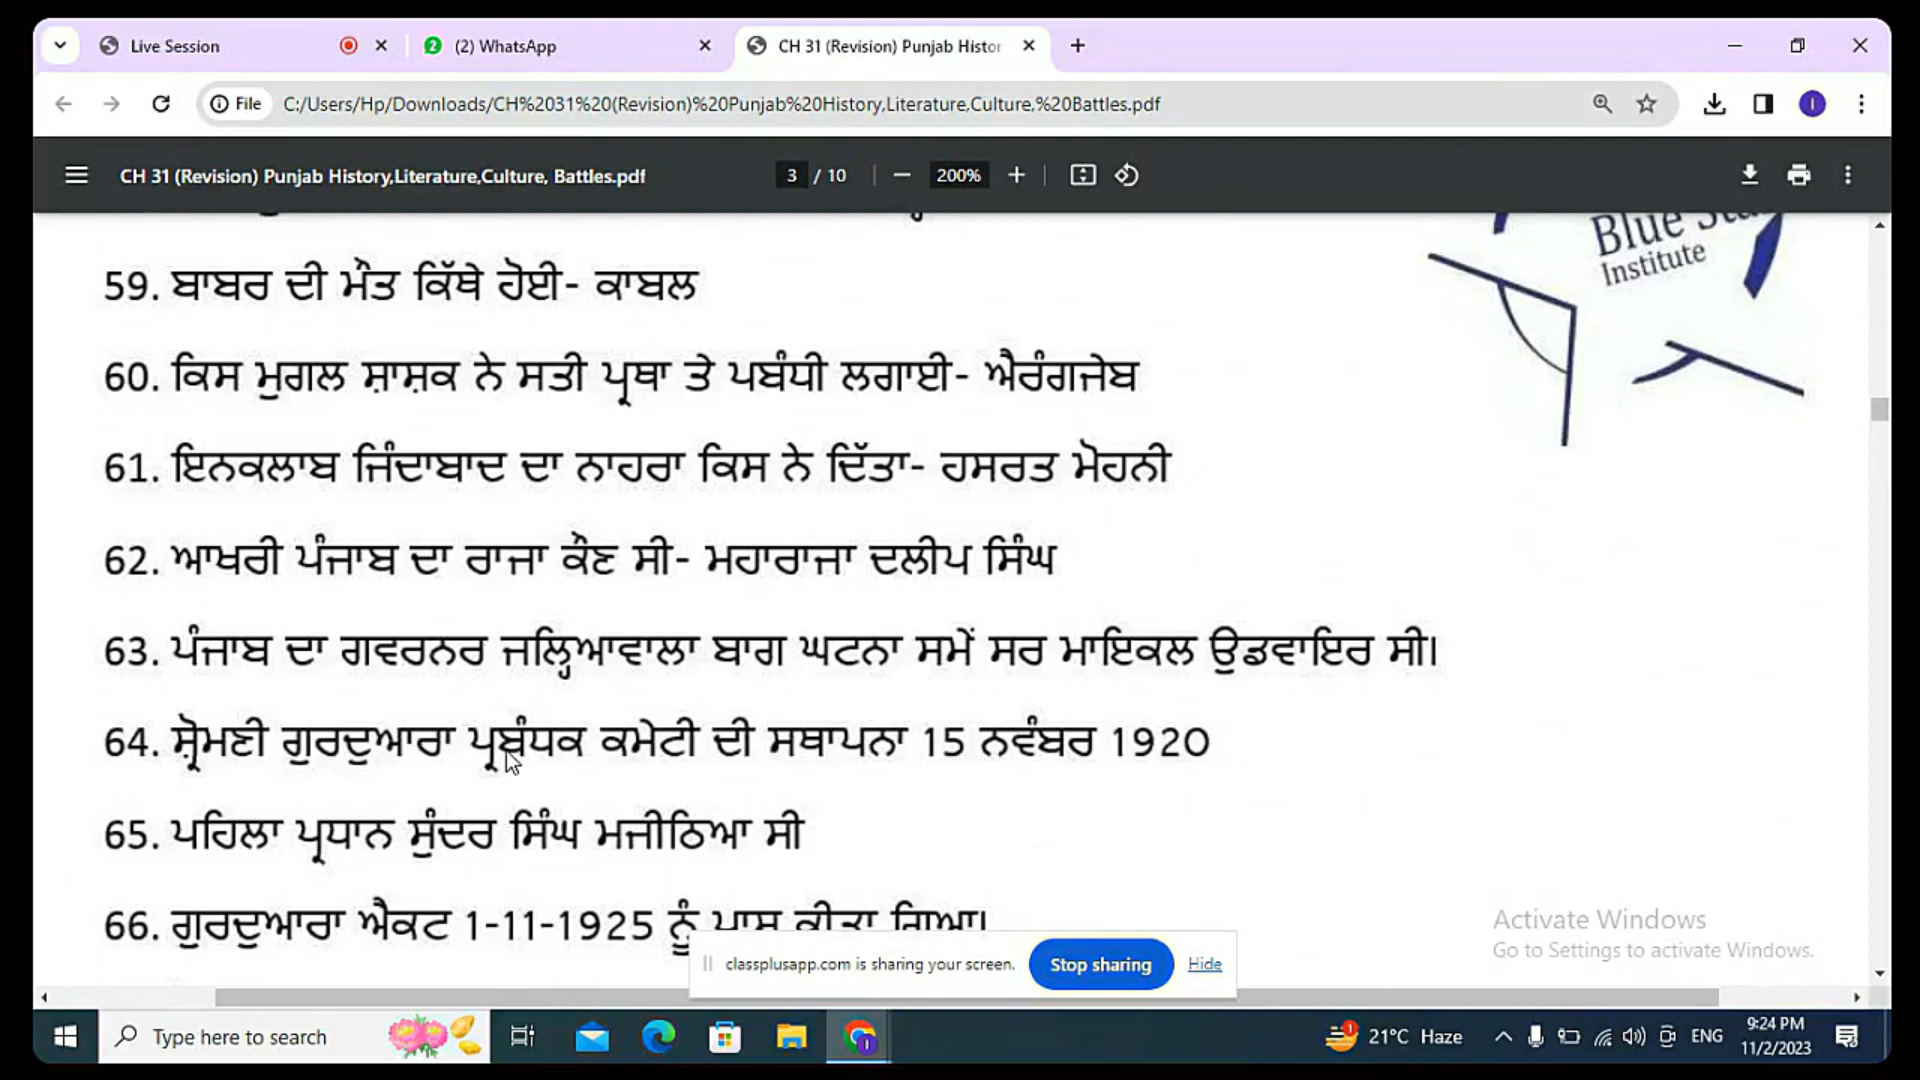 Live Session
2
(2) WhatsApp
CH 31 (Revision) Punjab Histor
File
C:/Users/Hp/Downloads/CH%2031%20(Revision)%20Punjab%20History,Literature,Culture,%20Battles.pdf
I
CH 31 (Revision) Punjab History,Literature,Culture, Battles.pdf
3 / 10
200%
Blue
Institute
59. ਬਾਬਰ ਦੀ ਮੌਤ ਕਿੱਥੇ ਹੋਈ- ਕਾਬਲ
60. ਕਿਸ ਮੁਗਲ ਸ਼ਾਸ਼ਕ ਨੇ ਸਤੀ ਪ੍ਰਥਾ ਤੇ ਪਬੰਧੀ ਲਗਾਈ- ਐਰੰਗਜੇਬ
61. ਇਨਕਲਾਬ ਜਿੰਦਾਬਾਦ ਦਾ ਨਾਹਰਾ ਕਿਸ ਨੇ ਦਿੱਤਾ- ਹਸਰਤ ਮੋਹਨੀ
62. ਆਖਰੀ ਪੰਜਾਬ ਦਾ ਰਾਜਾ ਕੌਣ ਸੀ- ਮਹਾਰਾਜਾ ਦਲੀਪ ਸਿੰਘ
63. ਪੰਜਾਬ ਦਾ ਗਵਰਨਰ ਜਲ੍ਹਿਆਵਾਲਾ ਬਾਗ ਘਟਨਾ ਸਮੇਂ ਸਰ ਮਾਇਕਲ ਉਡਵਾਇਰ ਸੀ।
64. ਸ਼੍ਰੋਮਣੀ ਗੁਰਦੁਆਰਾ ਪ੍ਰਬੰਧਕ ਕਮੇਟੀ ਦੀ ਸਥਾਪਨਾ 15 ਨਵੰਬਰ 1920
65. ਪਹਿਲਾ ਪ੍ਰਧਾਨ ਸੁੰਦਰ ਸਿੰਘ ਮਜੀਠਿਆ ਸੀ
66. ਗੁਰਦੁਆਰਾ ਐਕਟ 1-11-1925 ਨੂੰ ਪਾਸ ਕੀਤਾ ਗਿਆ।
Activate Windows
Go to Settings to activate Windows.
classplusapp.com is sharing your screen.
Stop sharing
Hide
Type here to search
1
21°C Haze
ENG
9:24 PM
11/2/2023